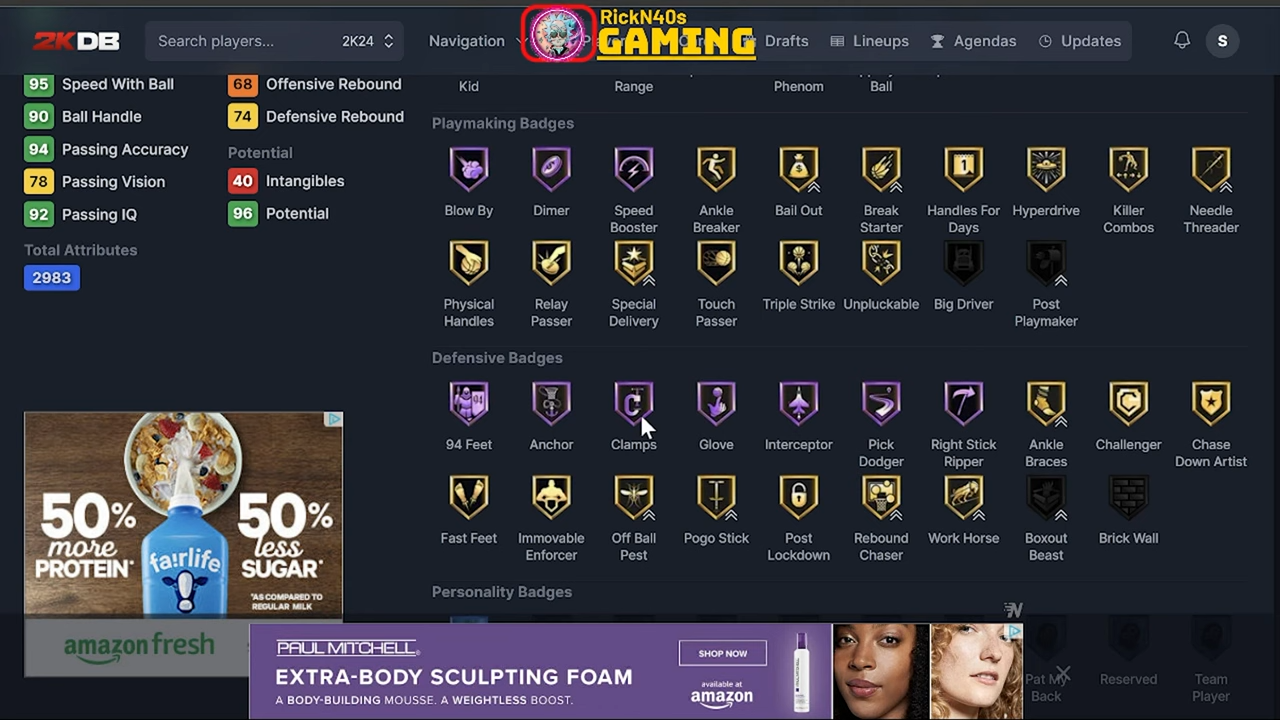 2KDB
Search players...
2K24
Navigation
RickN40s
GAMING
Drafts
Lineups
Agendas
Updates
S
95 Speed With Ball
90 Ball Handle
94 Passing Accuracy
78 Passing Vision
92 Passing IQ
Total Attributes
2983
68 Offensive Rebound
74 Defensive Rebound
Potential
40 Intangibles
96 Potential
Kid
Range
Phenom
Ball
Playmaking Badges
Blow By
Dimer
Speed
Booster
Ankle
Breaker
Bail Out
Break
Starter
Handles For
Days
Hyperdrive
Killer
Combos
Needle
Threader
Physical
Handles
Relay
Passer
Special
Delivery
Touch
Passer
Triple Strike
Unpluckable
Big Driver
Post
Playmaker
Defensive Badges
94 Feet
Anchor
Clamps
Glove
Interceptor
Pick
Dodger
Right Stick
Ripper
Ankle
Braces
Challenger
Chase
Down Artist
Fast Feet
Immovable
Enforcer
Off Ball
Pest
Pogo Stick
Post
Lockdown
Rebound
Chaser
Work Horse
Boxout
Beast
Brick Wall
Personality Badges
Pat My
Back
Reserved
Team
Player
50%
more
PROTEIN*
50%
less
SUGAR*
fa!rlife
*AS COMPARED TO
REGULAR MILK
amazon fresh
PAUL MITCHELL
EXTRA-BODY SCULPTING FOAM
A BODY-BUILDING MOUSSE. A WEIGHTLESS BOOST.
SHOP NOW
available at
amazon